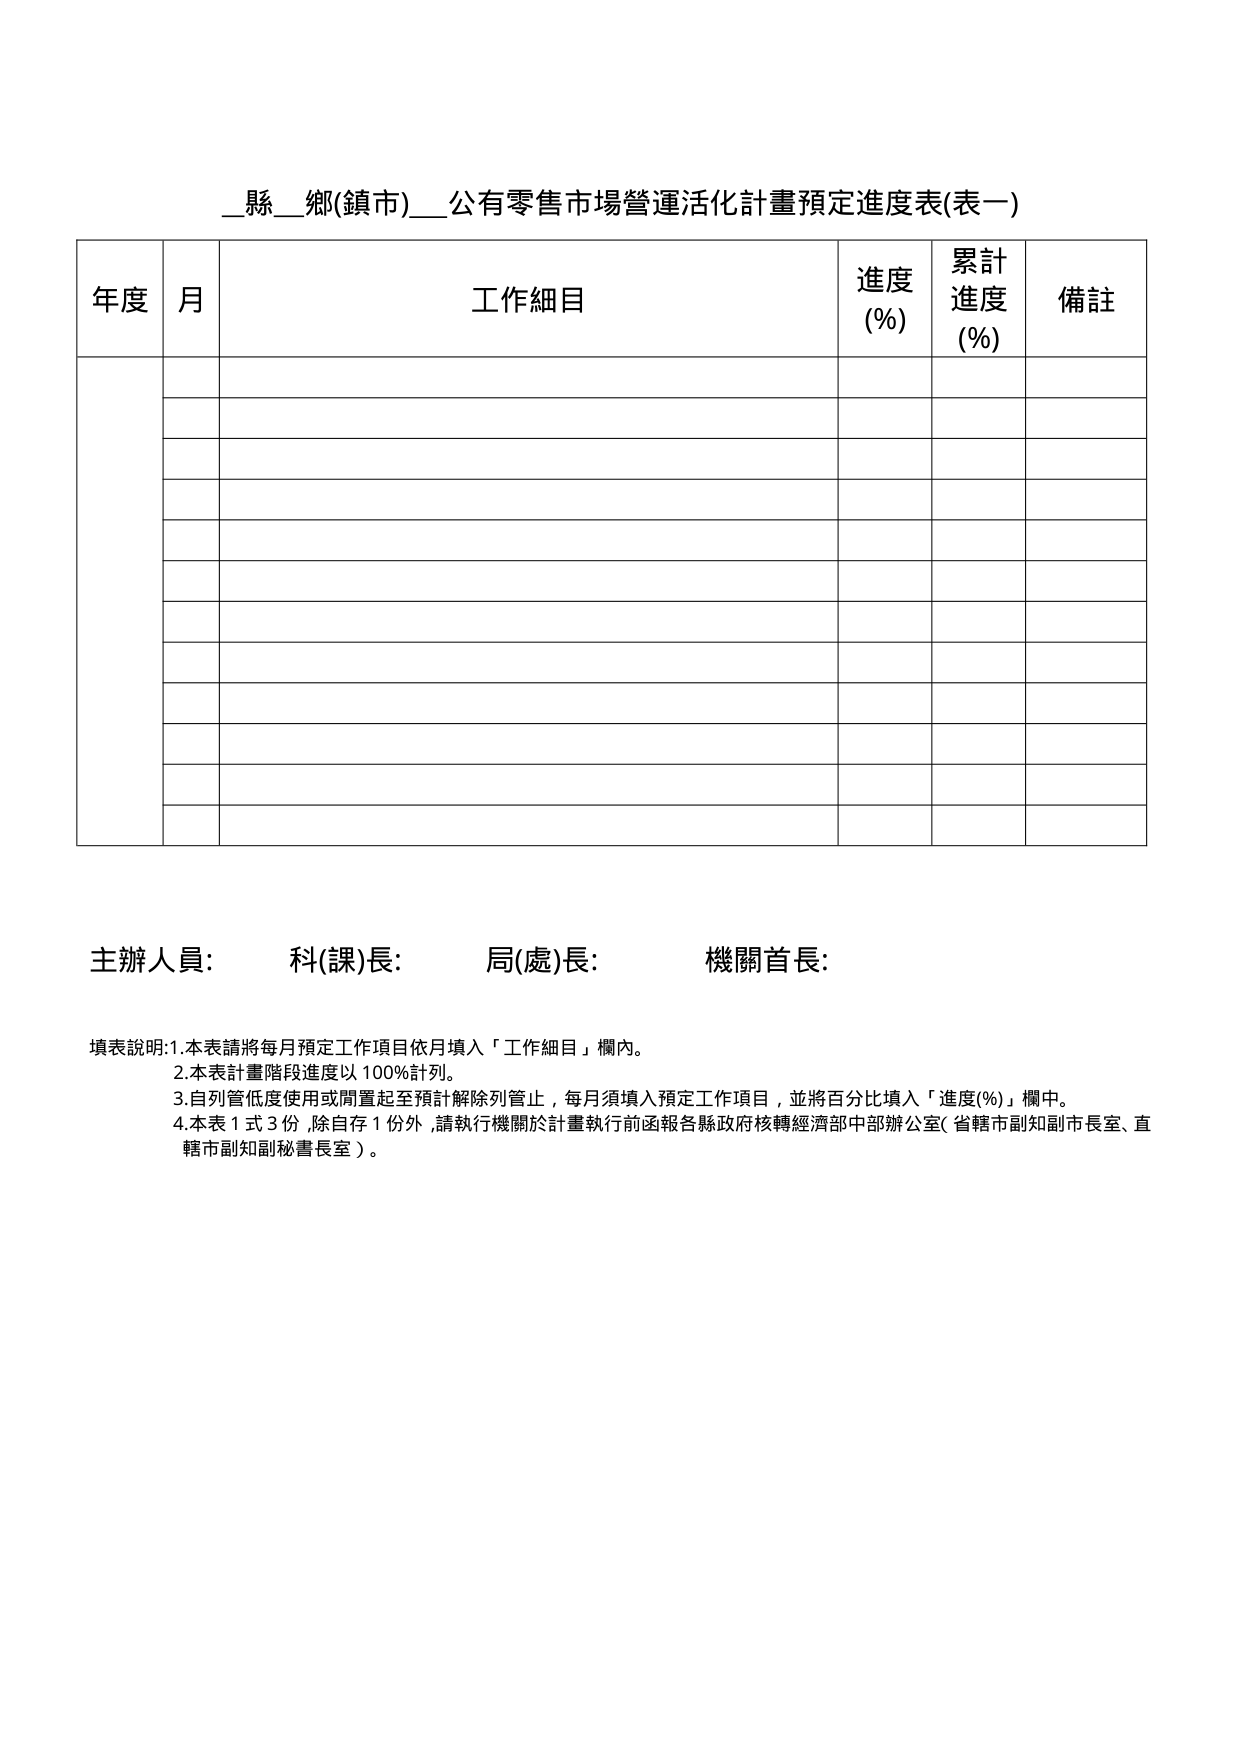 __縣__鄉(鎮市)__公有零售市場營運活化計畫預定進度表(表一)
年度 月 工作細目 進度(%) 累計進度(%) 備註
主辦人員: 科(課)長: 局(處)長: 機關首長:
填表說明:1.本表請將每月預定工作項目依月填入「工作細目」欄內。
2.本表計畫階段進度以 100%計列。
3.自列管低度使用或閒置起至預計解除列管止，每月須填入預定工作項目，並將百分比填入「進度(%)」欄中。
4.本表 1 式 3 份，除自存 1 份外，請執行機關於計畫執行前函報各縣政府核轉經濟部中部辦公室(省轄市副知副市長室、直
轄市副知副秘書長室)。